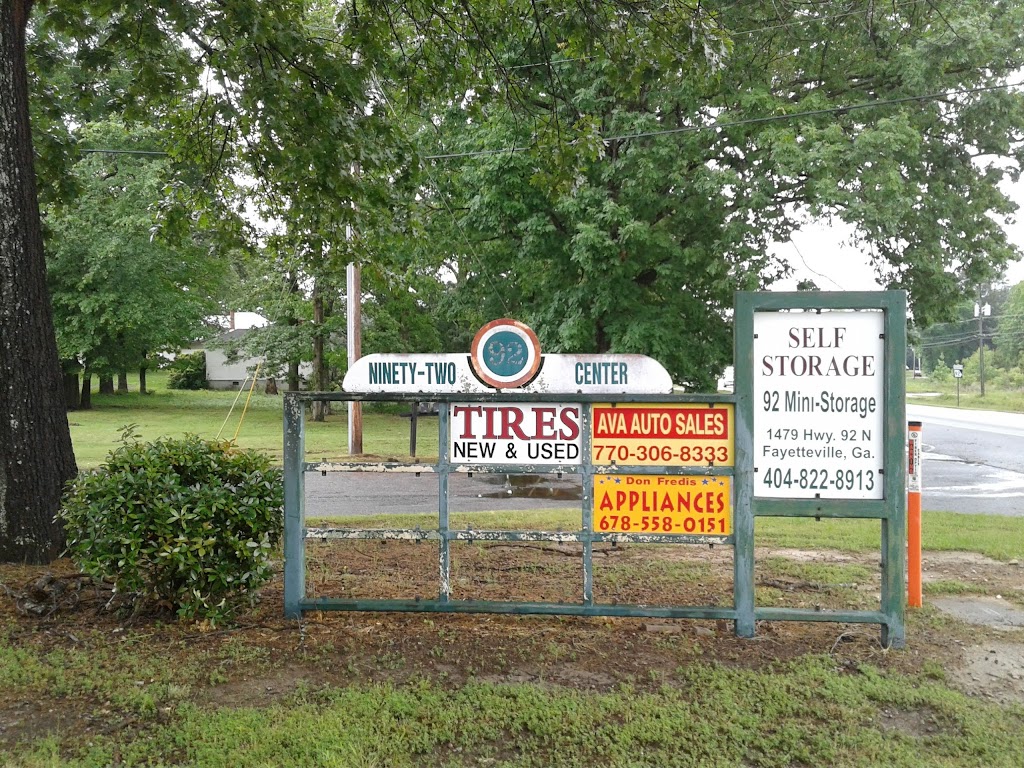 92
NINETY-TWO CENTER
TIRES
NEW & USED
AVA AUTO SALES
770-306-8333
Don Fredis
APPLIANCES
678-558-0151
SELF
STORAGE
92 Mini-Storage
1479 Hwy. 92 N
Fayetteville, Ga.
404-822-8913